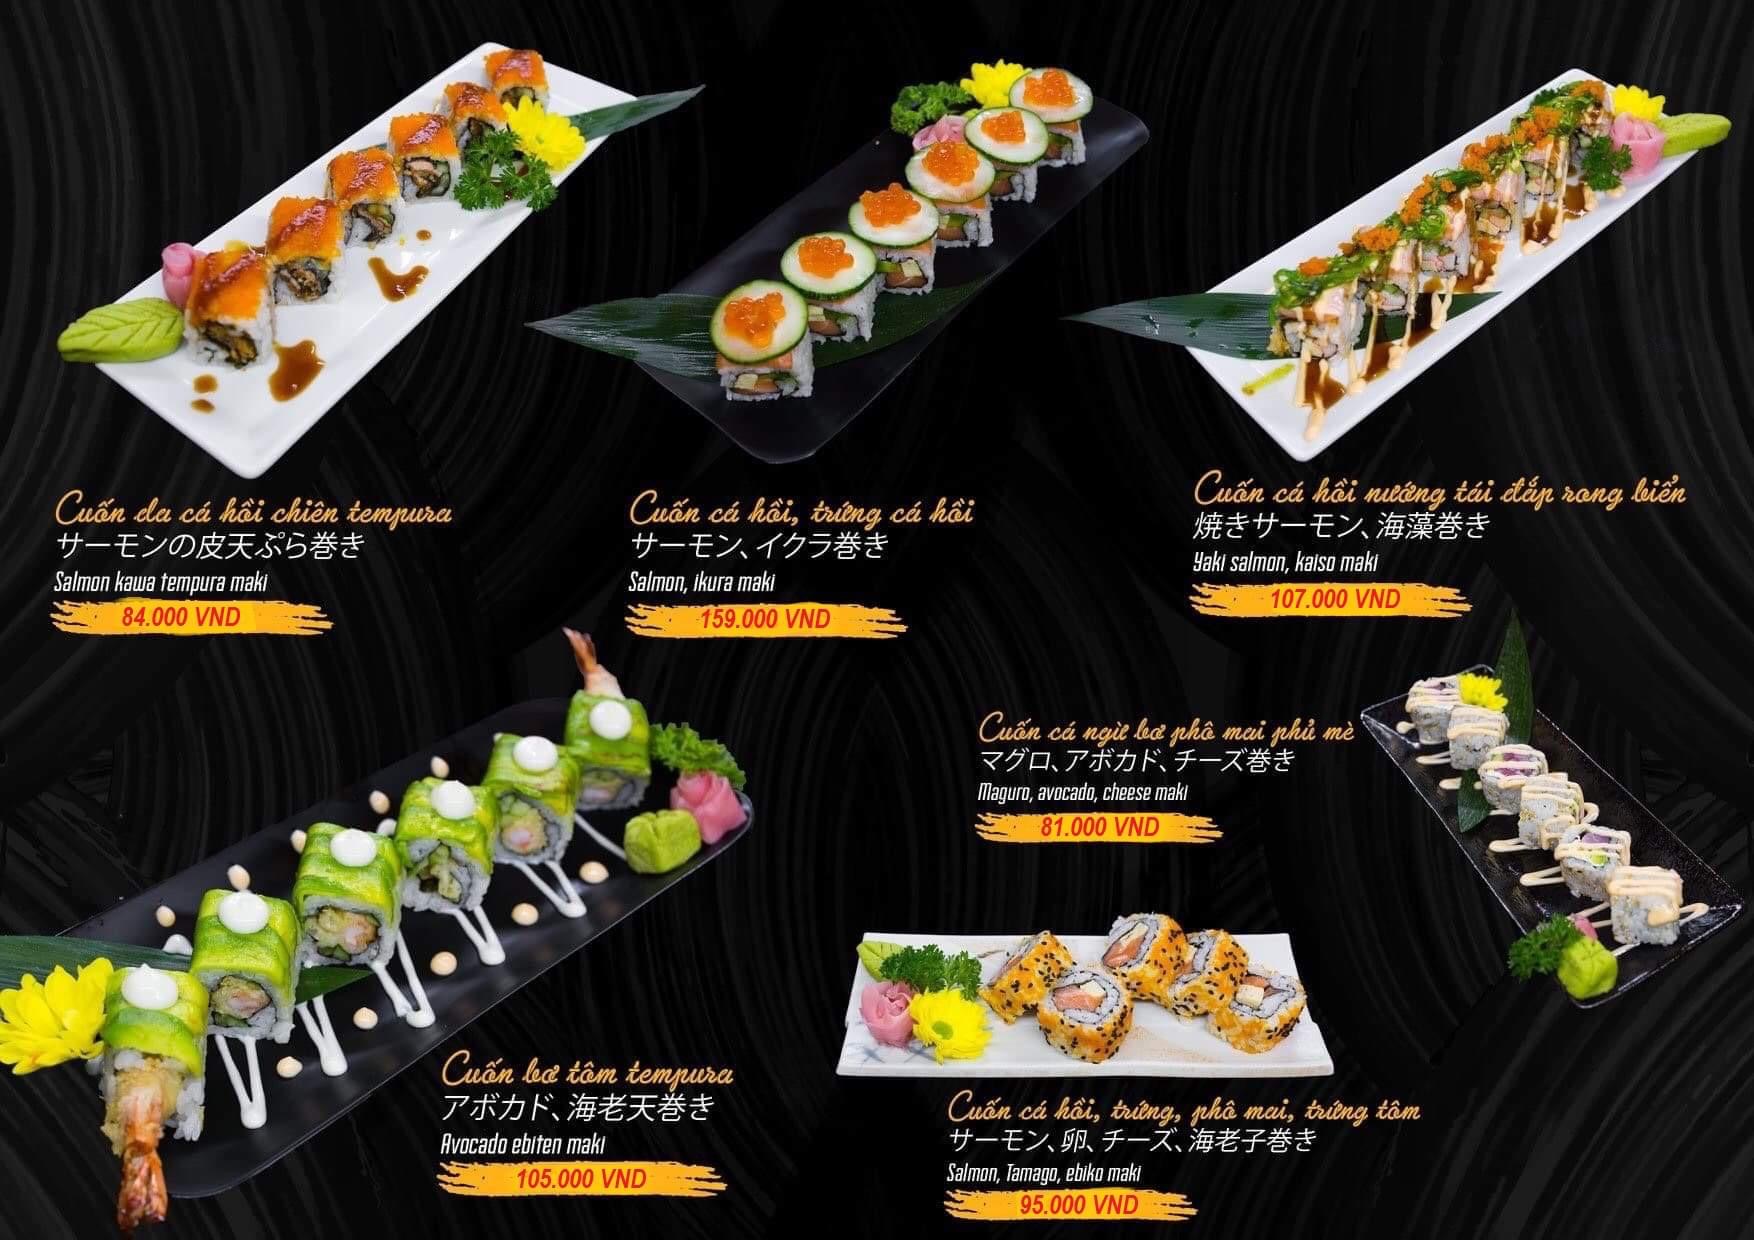 Cuốn da cá hồi chiên tempura
サーモンの皮天ぷら巻き
Salmon kawa tempura maki
84.000 VND
Cuốn cá hồi, trứng cá hồi
サーモン、イクラ巻き
Salmon, ikura maki
159.000 VND
Cuốn cá hồi nướng tái đắp rong biển
焼きサーモン、海藻巻き
Yaki salmon, kaiso maki
107.000 VND
Cuốn cá ngừ bơ phô mai phủ mè
マグロ、アボカド、チーズ巻き
Maguro, avocado, cheese maki
81.000 VND
Cuốn bơ tôm tempura
アボカド、海老天巻き
Avocado ebiten maki
105.000 VND
Cuốn cá hồi, trứng, phô mai, trứng tôm
サーモン、卵、チーズ、海老子巻き
Salmon, Tamago, ebiko maki
95.000 VND